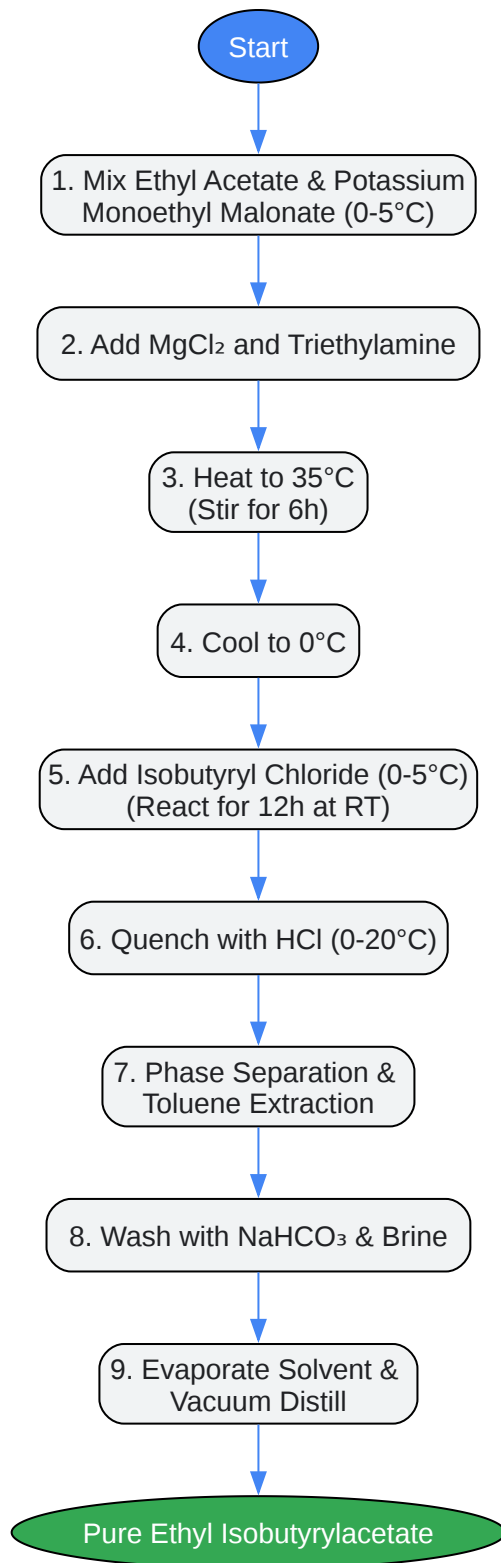 Start
1. Mix Ethyl Acetate & Potassium
Monoethyl Malonate (0-5°C)
2. Add MgCl₂ and Triethylamine
3. Heat to 35°C
(Stir for 6h)
4. Cool to 0°C
5. Add Isobutyryl Chloride (0-5°C)
(React for 12h at RT)
6. Quench with HCl (0-20°C)
7. Phase Separation &
Toluene Extraction
8. Wash with NaHCO₃ & Brine
9. Evaporate Solvent &
Vacuum Distill
Pure Ethyl Isobutyrylacetate